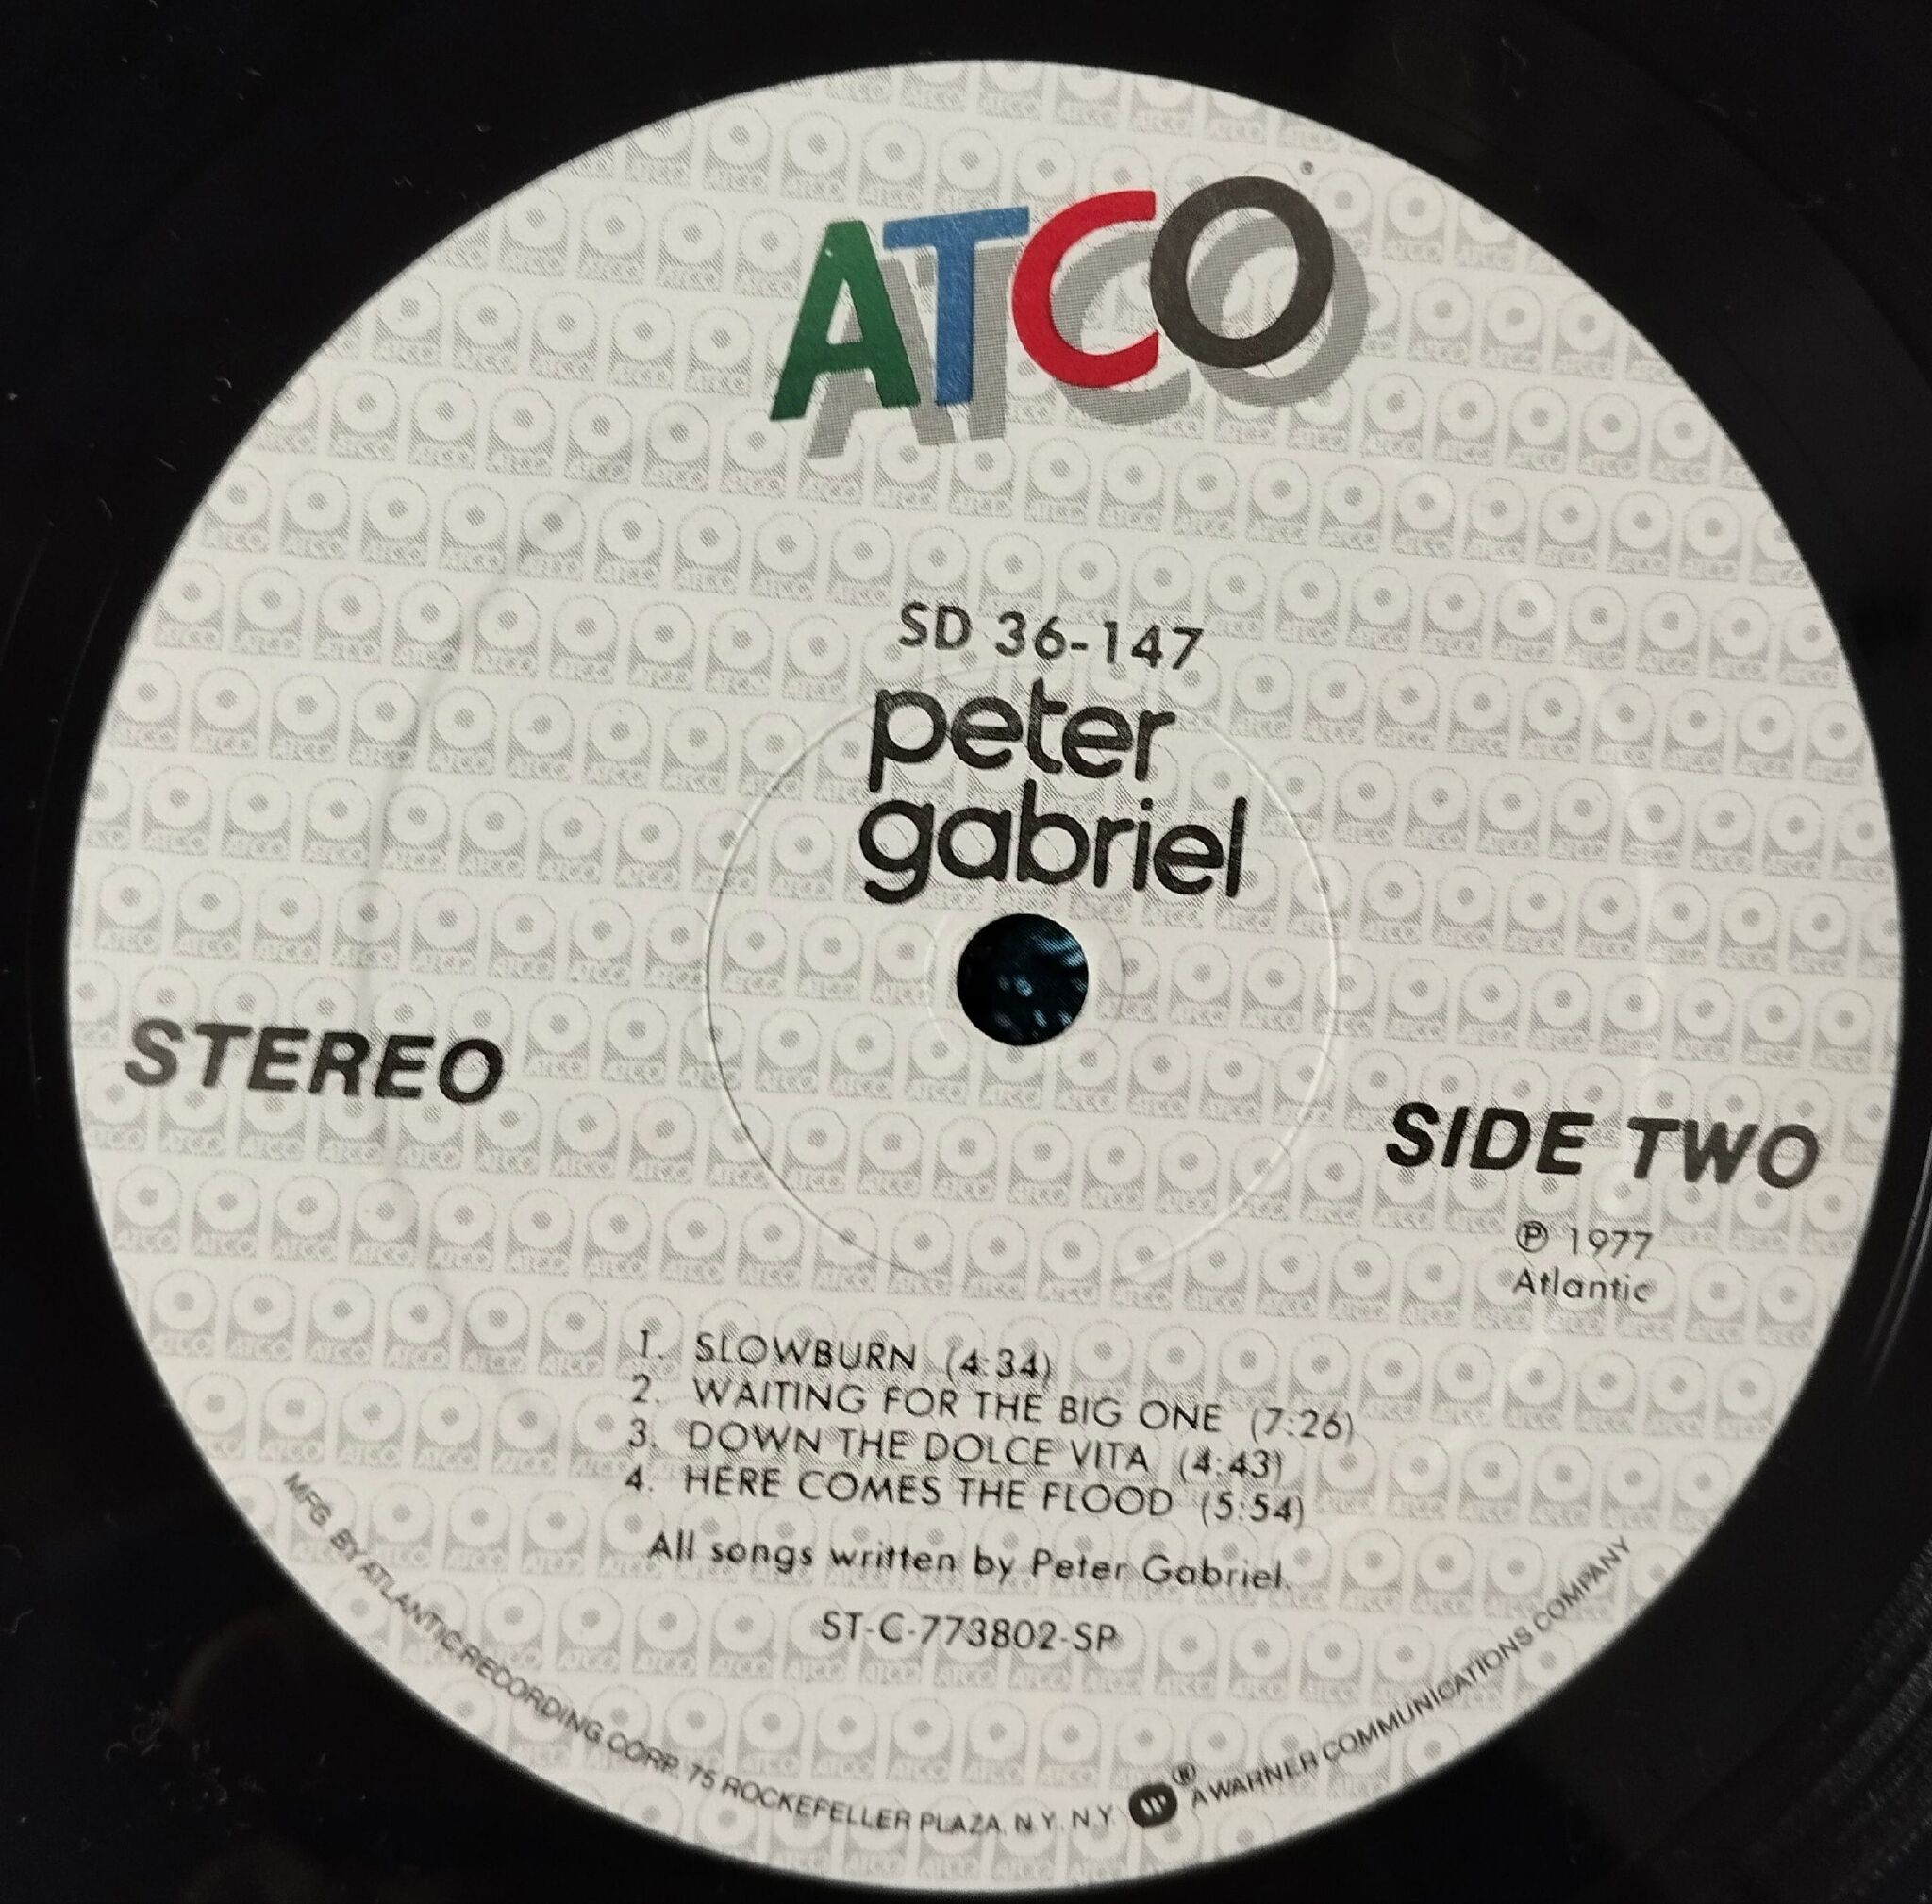 ATCO®
SD 36-147
peter
gabriel
STEREO
SIDE TWO
℗ 1977
Atlantic
1. SLOWBURN (4:34)
2. WAITING FOR THE BIG ONE (7:26)
3. DOWN THE DOLCE VITA (4:43)
4. HERE COMES THE FLOOD (5:54)
All songs written by Peter Gabriel.
ST-C-773802-SP
MFG. BY ATLANTIC RECORDING CORP. 75 ROCKEFELLER PLAZA, N.Y. N.Y. ® A WARNER COMMUNICATIONS COMPANY